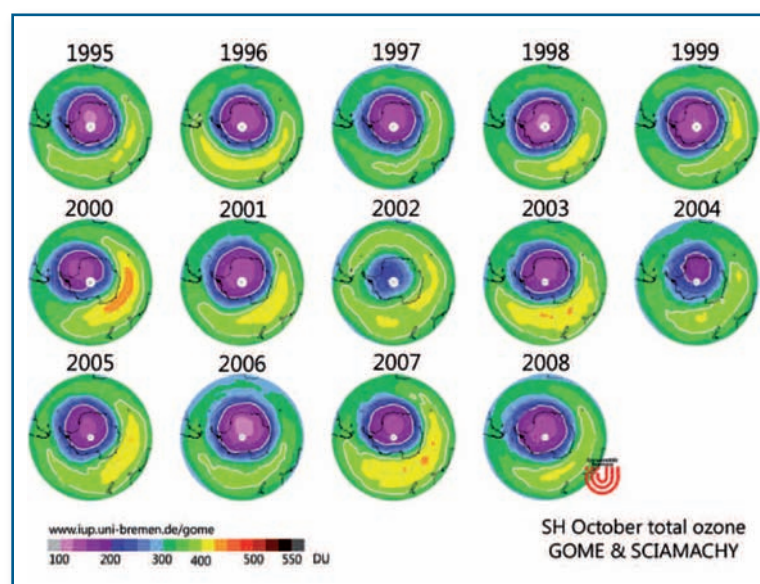 1995 1996 1997 1998 1999
2000 2001 2002 2003 2004
2005 2006 2007 2008
www.iup.uni-bremen.de/gome
100 200 300 400 500 550 DU
SH October total ozone
GOME & SCIAMACHY